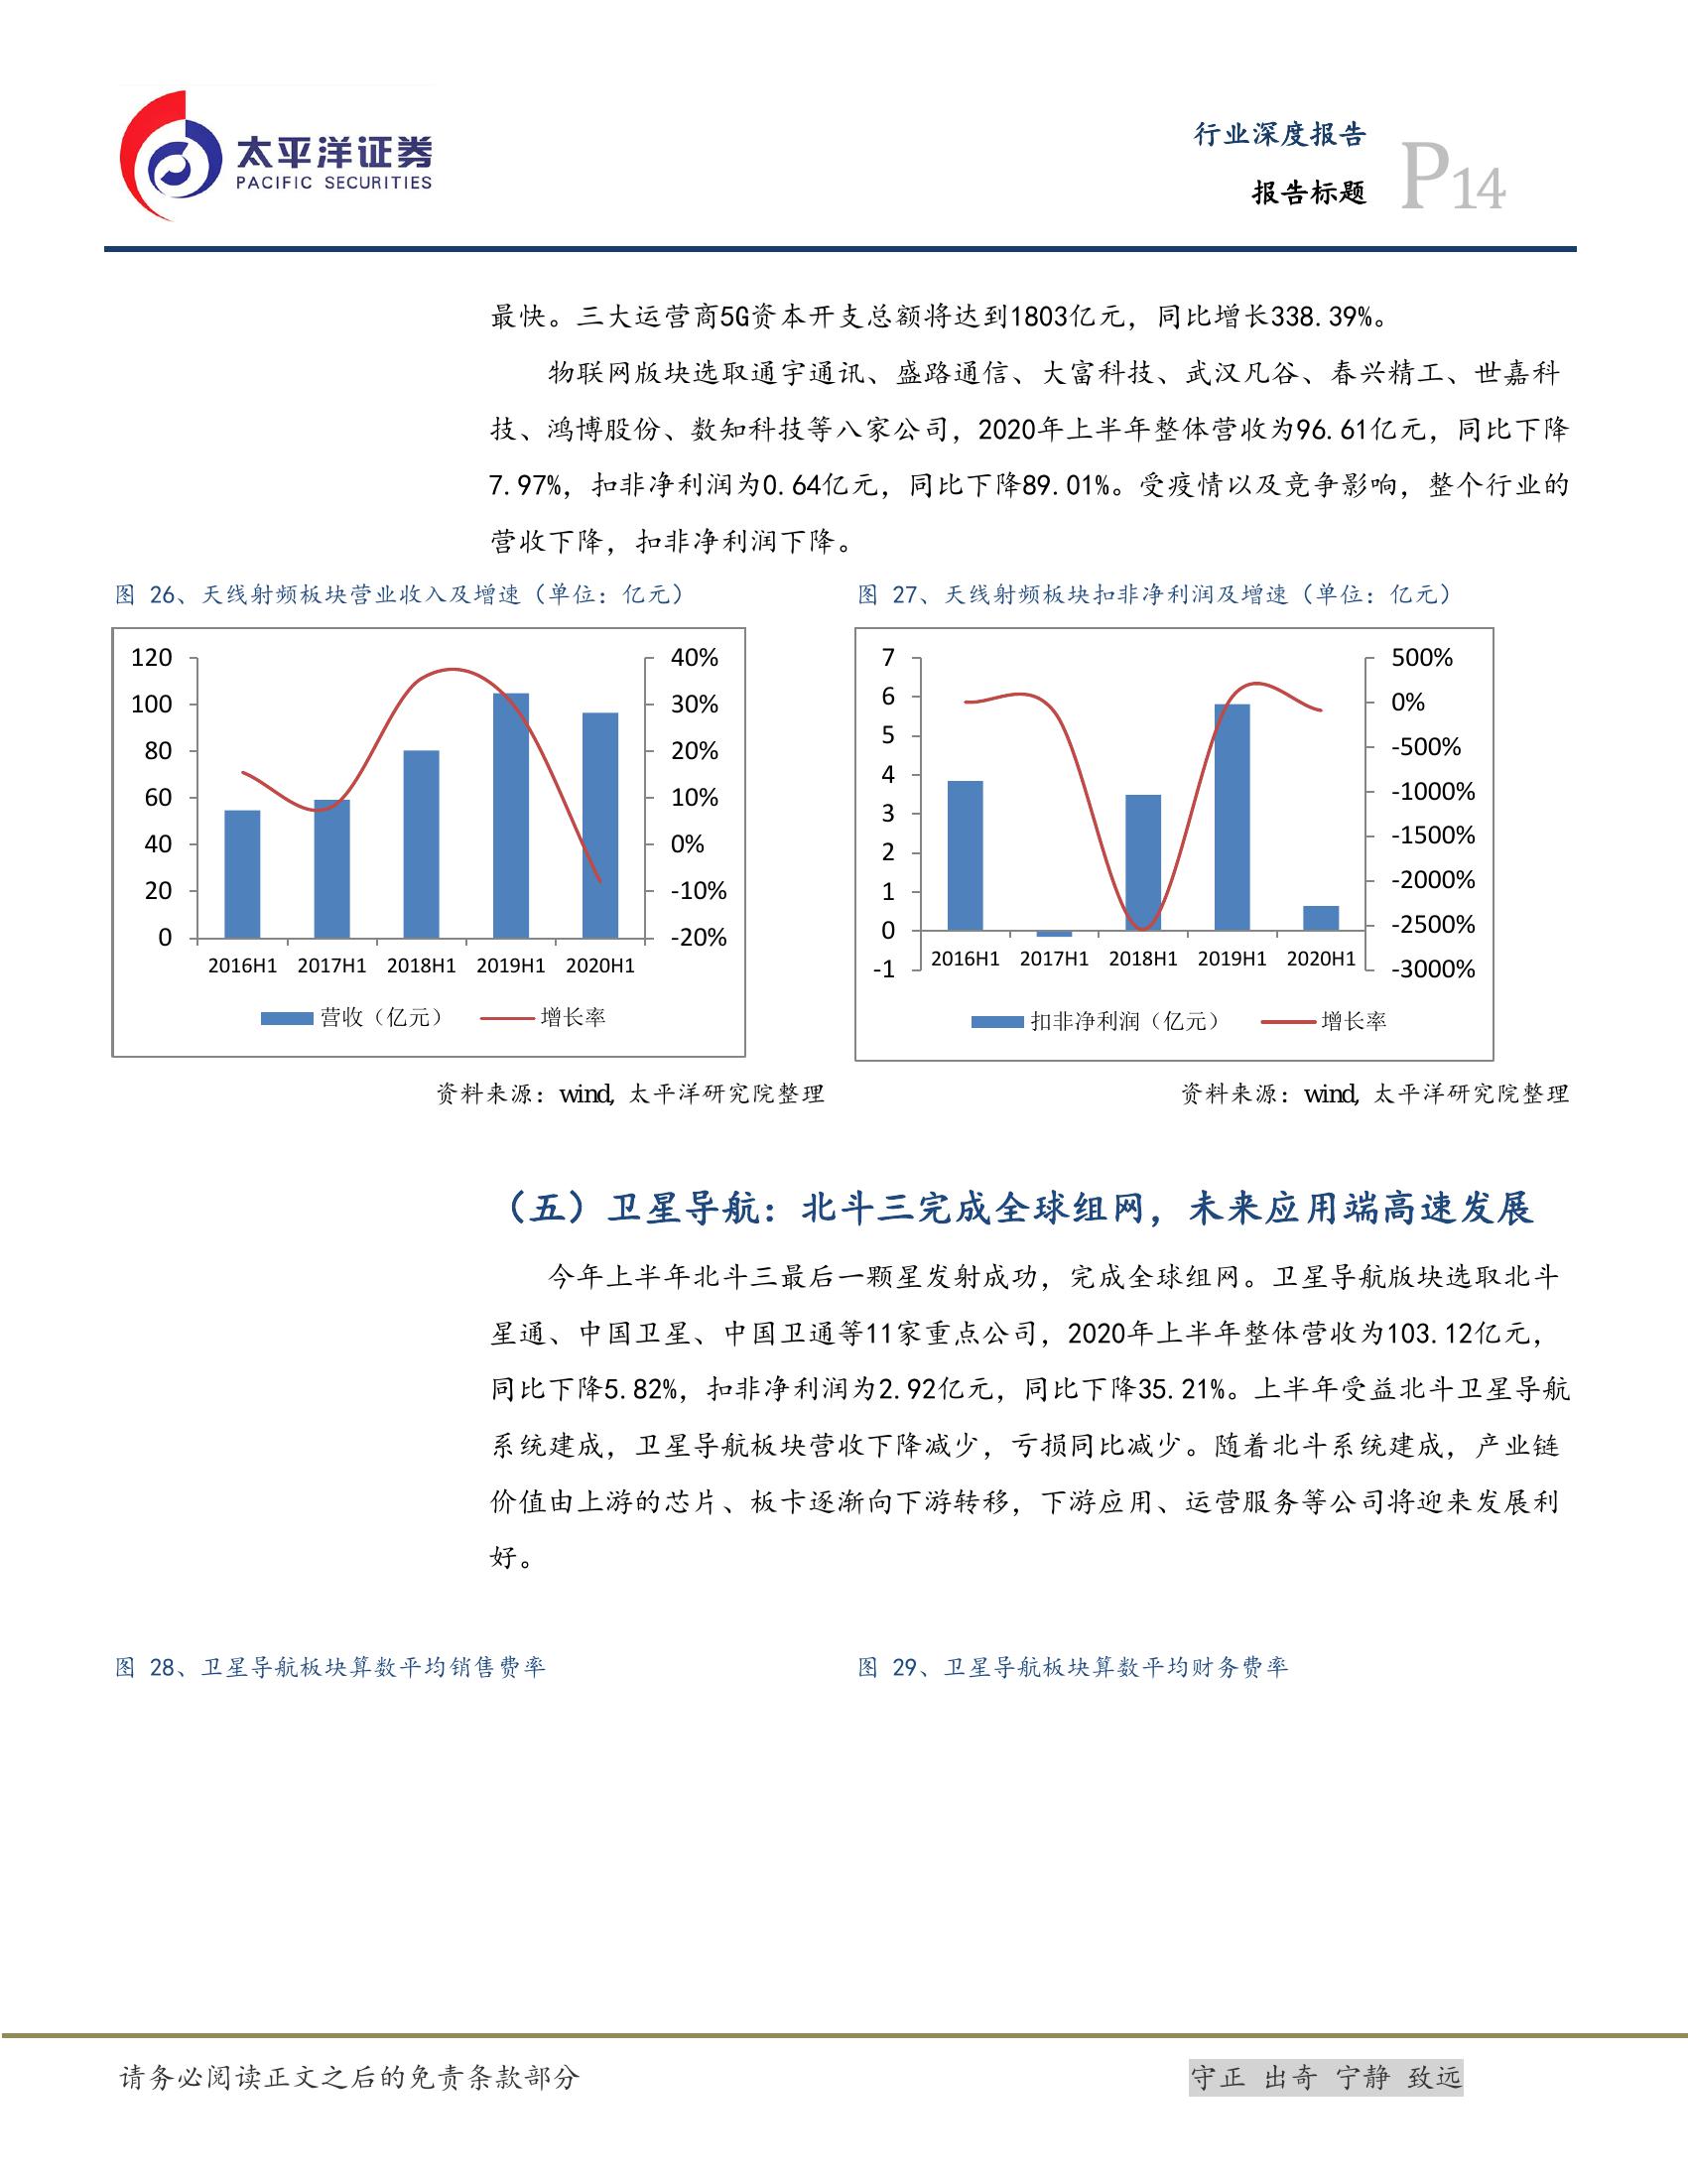 太平洋证券
PACIFIC SECURITIES
行业深度报告
报告标题
P14
最快。三大运营商5G资本开支总额将达到1803亿元，同比增长338.39%。
物联网版块选取通宇通讯、盛路通信、大富科技、武汉凡谷、春兴精工、世嘉科
技、鸿博股份、数知科技等八家公司，2020年上半年整体营收为96.61亿元，同比下降
7.97%，扣非净利润为0.64亿元，同比下降89.01%。受疫情以及竞争影响，整个行业的
营收下降，扣非净利润下降。
图 26、天线射频板块营业收入及增速（单位：亿元）
120
100
80
60
40
20
0
40%
30%
20%
10%
0%
-10%
-20%
2016H1 2017H1 2018H1 2019H1 2020H1
营收（亿元） 增长率
资料来源：wind, 太平洋研究院整理
图 27、天线射频板块扣非净利润及增速（单位：亿元）
7
6
5
4
3
2
1
0
-1
500%
0%
-500%
-1000%
-1500%
-2000%
-2500%
-3000%
2016H1 2017H1 2018H1 2019H1 2020H1
扣非净利润（亿元） 增长率
资料来源：wind, 太平洋研究院整理
（五）卫星导航：北斗三完成全球组网，未来应用端高速发展
今年上半年北斗三最后一颗星发射成功，完成全球组网。卫星导航版块选取北斗
星通、中国卫星、中国卫通等11家重点公司，2020年上半年整体营收为103.12亿元，
同比下降5.82%，扣非净利润为2.92亿元，同比下降35.21%。上半年受益北斗卫星导航
系统建成，卫星导航板块营收下降减少，亏损同比减少。随着北斗系统建成，产业链
价值由上游的芯片、板卡逐渐向下游转移，下游应用、运营服务等公司将迎来发展利
好。
图 28、卫星导航板块算数平均销售费率
图 29、卫星导航板块算数平均财务费率
请务必阅读正文之后的免责条款部分
守正 出奇 宁静 致远